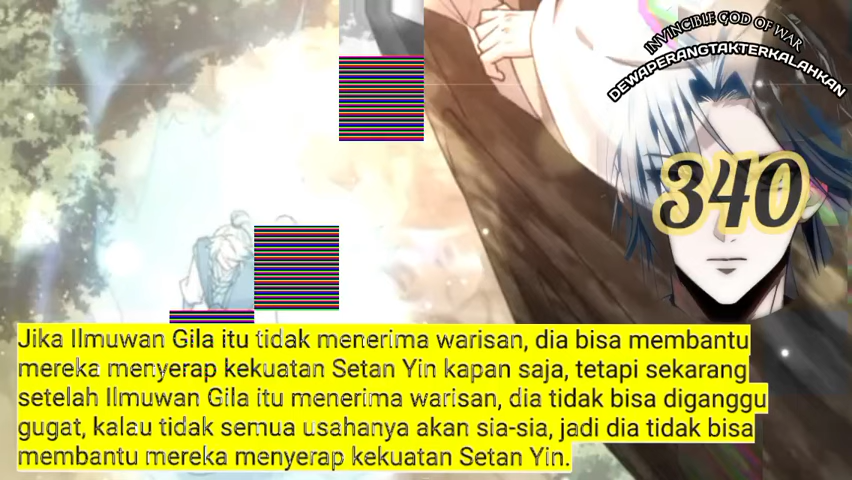 INVINCIBLE GOD OF WAR
DEWAPERANGTAKTERKALAHKAN
340
Jika Ilmuwan Gila itu tidak menerima warisan, dia bisa membantu
mereka menyerap kekuatan Setan Yin kapan saja, tetapi sekarang
setelah Ilmuwan Gila itu menerima warisan, dia tidak bisa diganggu
gugat, kalau tidak semua usahanya akan sia-sia, jadi dia tidak bisa
membantu mereka menyerap kekuatan Setan Yin.